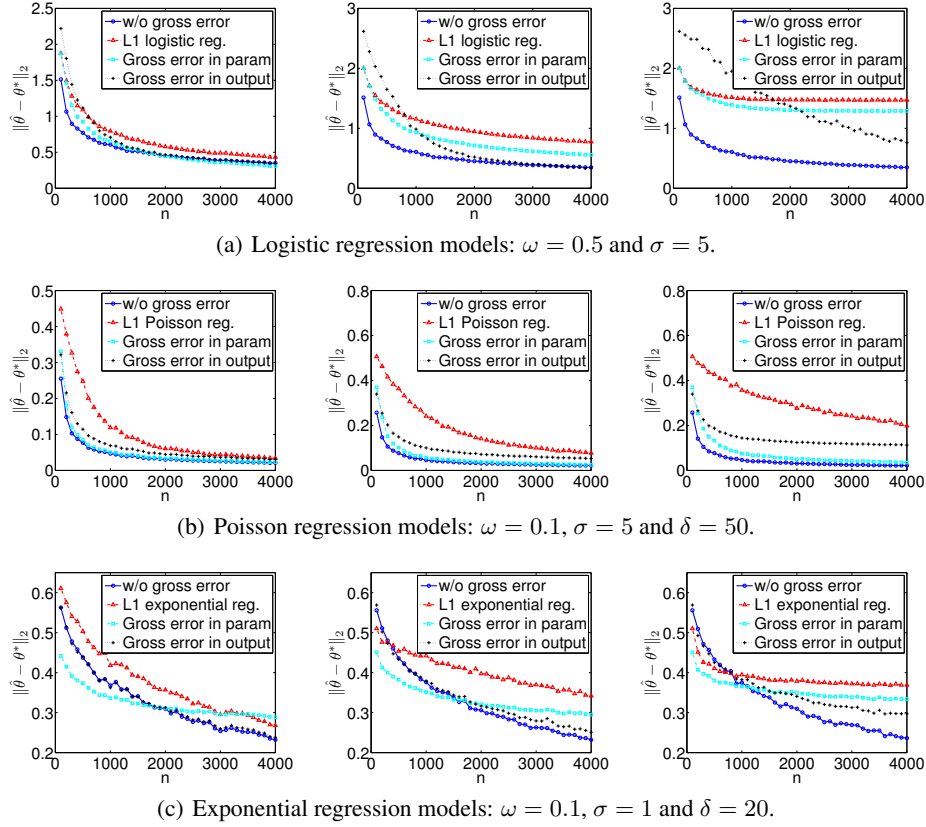 2.5
2
1.5
1
0.5
0
‖θ̂ − θ*‖₂
0 1000 2000 3000 4000
n
w/o gross error
L1 logistic reg.
Gross error in param
Gross error in output
3
2
1
0
‖θ̂ − θ*‖₂
0 1000 2000 3000 4000
n
w/o gross error
L1 logistic reg.
Gross error in param
Gross error in output
3
2
1
0
‖θ̂ − θ*‖₂
0 1000 2000 3000 4000
n
w/o gross error
L1 logistic reg.
Gross error in param
Gross error in output
(a) Logistic regression models: ω = 0.5 and σ = 5.
0.5
0.4
0.3
0.2
0.1
0
‖θ̂ − θ*‖₂
0 1000 2000 3000 4000
n
w/o gross error
L1 Poisson reg.
Gross error in param
Gross error in output
0.8
0.6
0.4
0.2
0
‖θ̂ − θ*‖₂
0 1000 2000 3000 4000
n
w/o gross error
L1 Poisson reg.
Gross error in param
Gross error in output
0.8
0.6
0.4
0.2
0
‖θ̂ − θ*‖₂
0 1000 2000 3000 4000
n
w/o gross error
L1 Poisson reg.
Gross error in param
Gross error in output
(b) Poisson regression models: ω = 0.1, σ = 5 and δ = 50.
0.6
0.5
0.4
0.3
0.2
‖θ̂ − θ*‖₂
0 1000 2000 3000 4000
n
w/o gross error
L1 exponential reg.
Gross error in param
Gross error in output
0.6
0.5
0.4
0.3
0.2
‖θ̂ − θ*‖₂
0 1000 2000 3000 4000
n
w/o gross error
L1 exponential reg.
Gross error in param
Gross error in output
0.6
0.5
0.4
0.3
0.2
‖θ̂ − θ*‖₂
0 1000 2000 3000 4000
n
w/o gross error
L1 exponential reg.
Gross error in param
Gross error in output
(c) Exponential regression models: ω = 0.1, σ = 1 and δ = 20.